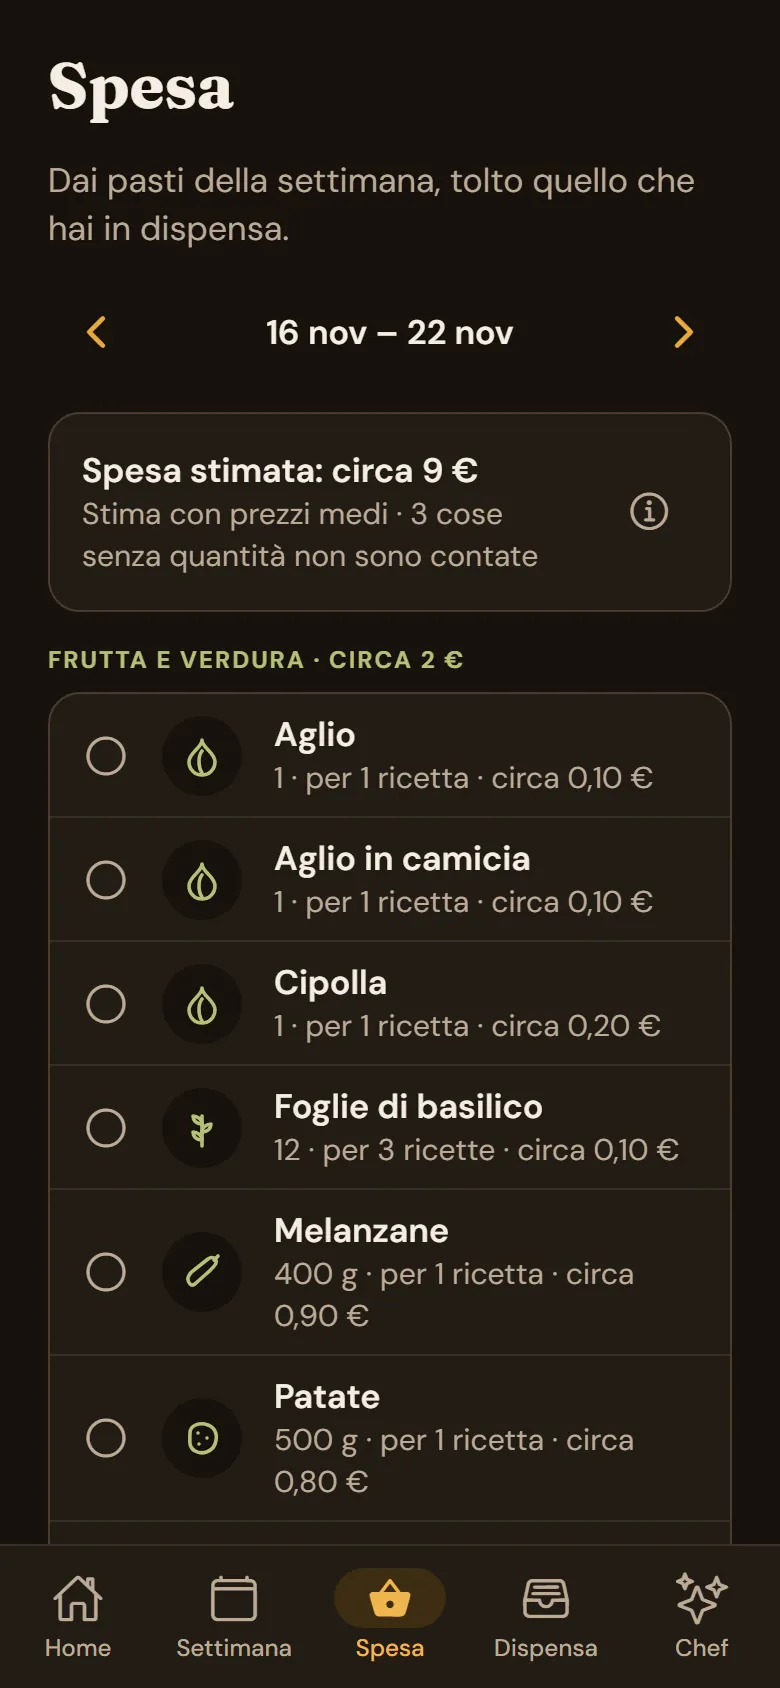 Spesa
Dai pasti della settimana, tolto quello che
hai in dispensa.
16 nov – 22 nov
Spesa stimata: circa 9 €
Stima con prezzi medi · 3 cose
senza quantità non sono contate
FRUTTA E VERDURA · CIRCA 2 €
Aglio
1 · per 1 ricetta · circa 0,10 €
Aglio in camicia
1 · per 1 ricetta · circa 0,10 €
Cipolla
1 · per 1 ricetta · circa 0,20 €
Foglie di basilico
12 · per 3 ricette · circa 0,10 €
Melanzane
400 g · per 1 ricetta · circa
0,90 €
Patate
500 g · per 1 ricetta · circa
0,80 €
Home
Settimana
Spesa
Dispensa
Chef